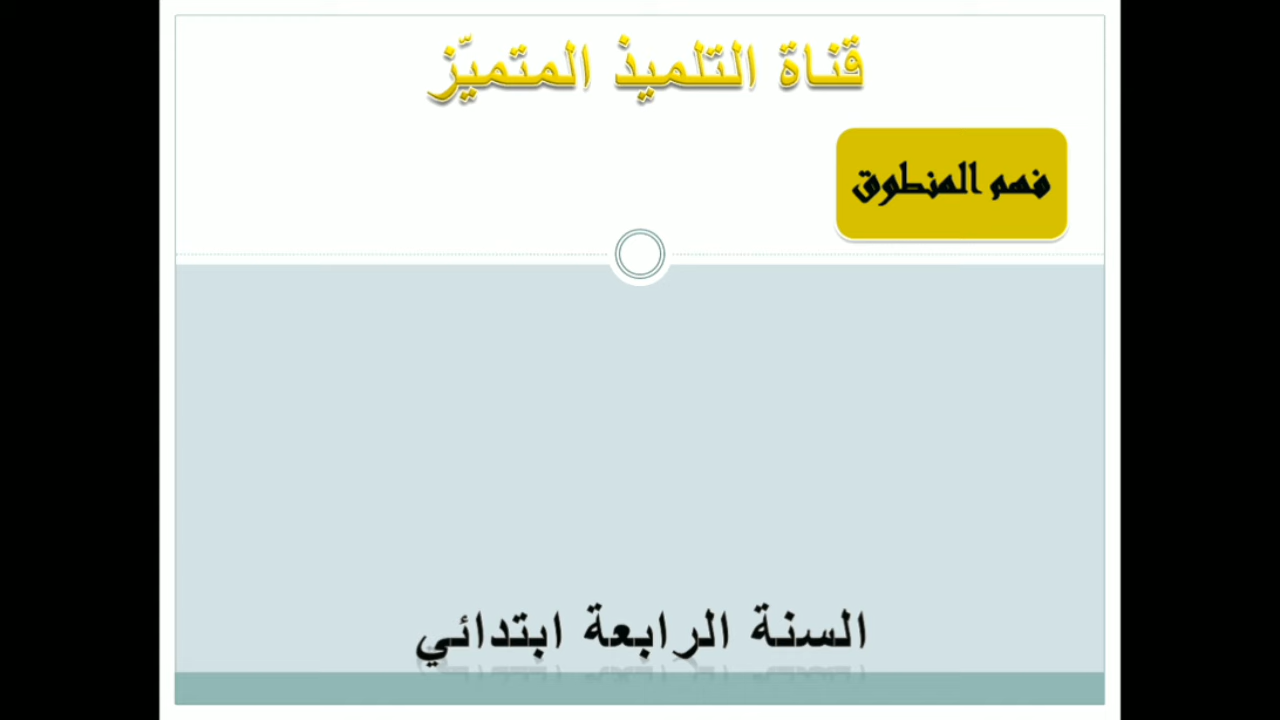 قناة التلميذ المتميّز
فهم المنطوق
السنة الرابعة ابتدائي